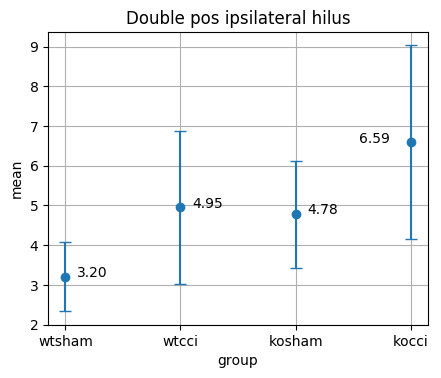 Double pos ipsilateral hilus
9
8
7
6
5
4
3
2
mean
3.20
4.95
4.78
6.59
wtsham
wtcci
kosham
kocci
group